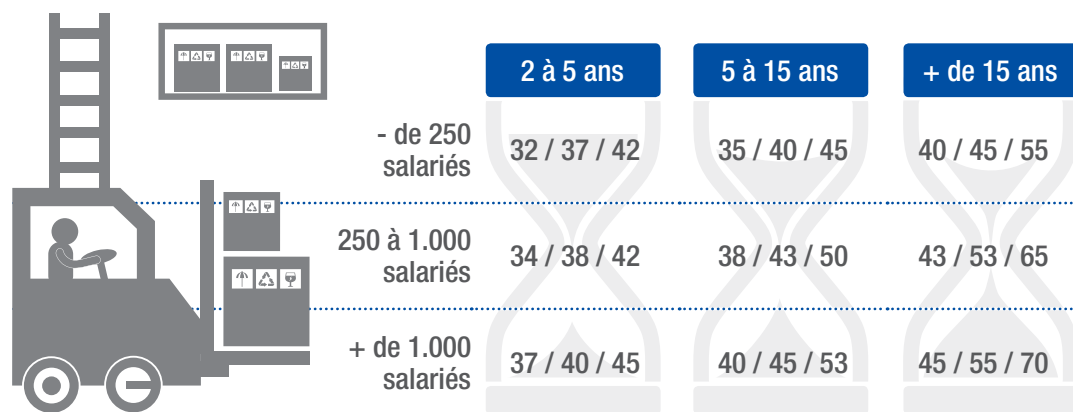 2 à 5 ans 5 à 15 ans + de 15 ans
- de 250
salariés 32 / 37 / 42 35 / 40 / 45 40 / 45 / 55
250 à 1.000
salariés 34 / 38 / 42 38 / 43 / 50 43 / 53 / 65
+ de 1.000
salariés 37 / 40 / 45 40 / 45 / 53 45 / 55 / 70